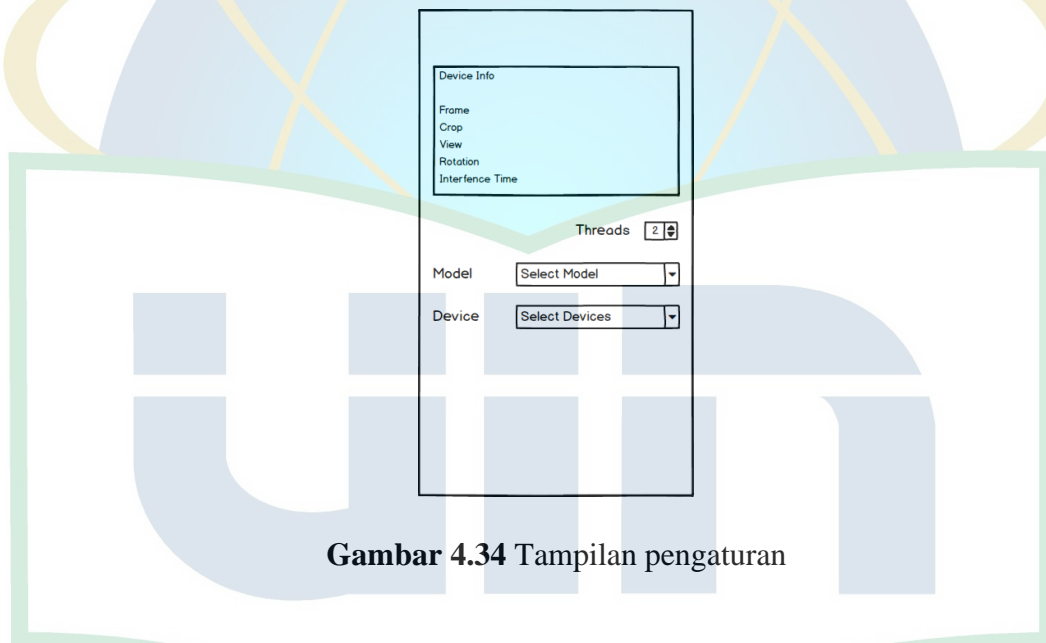 Device Info
Frame
Crop
View
Rotation
Interfence Time
Threads 2
Model Select Model
Device Select Devices
uin
Gambar 4.34 Tampilan pengaturan